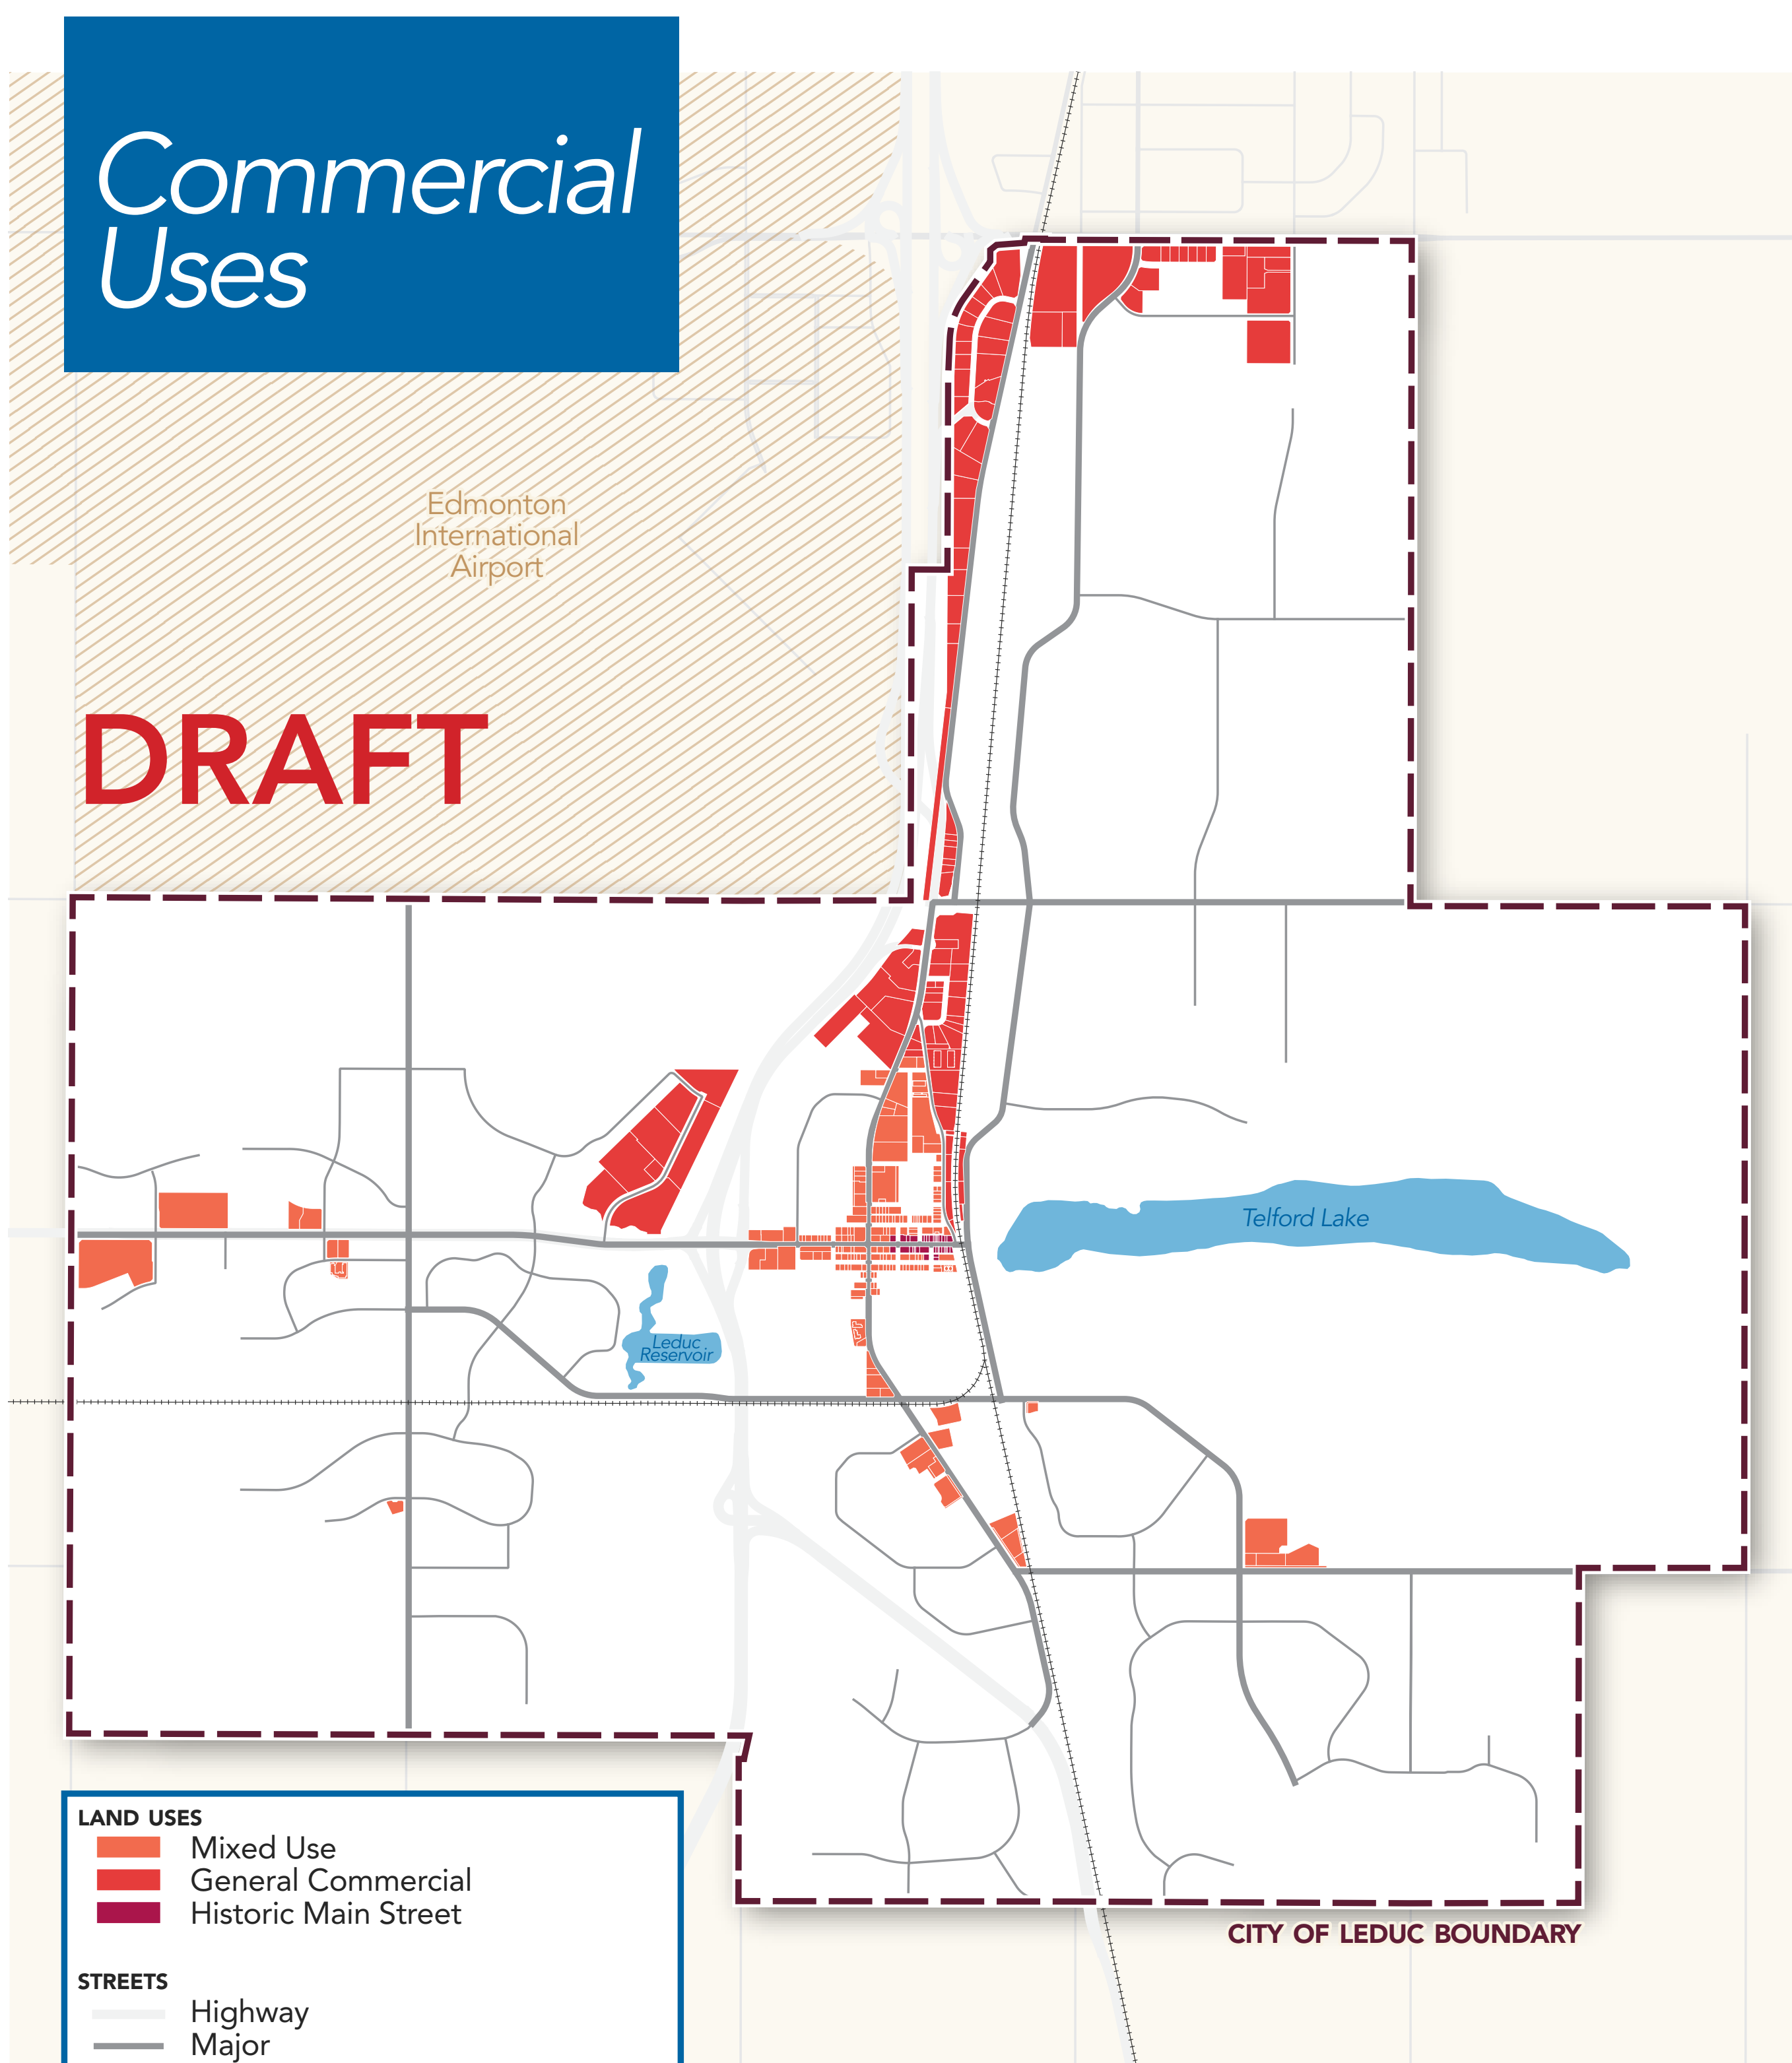 Commercial
Uses
Edmonton
International
Airport
DRAFT
Telford Lake
Leduc
Reservoir
LAND USES
Mixed Use
General Commercial
Historic Main Street
STREETS
Highway
Major
CITY OF LEDUC BOUNDARY